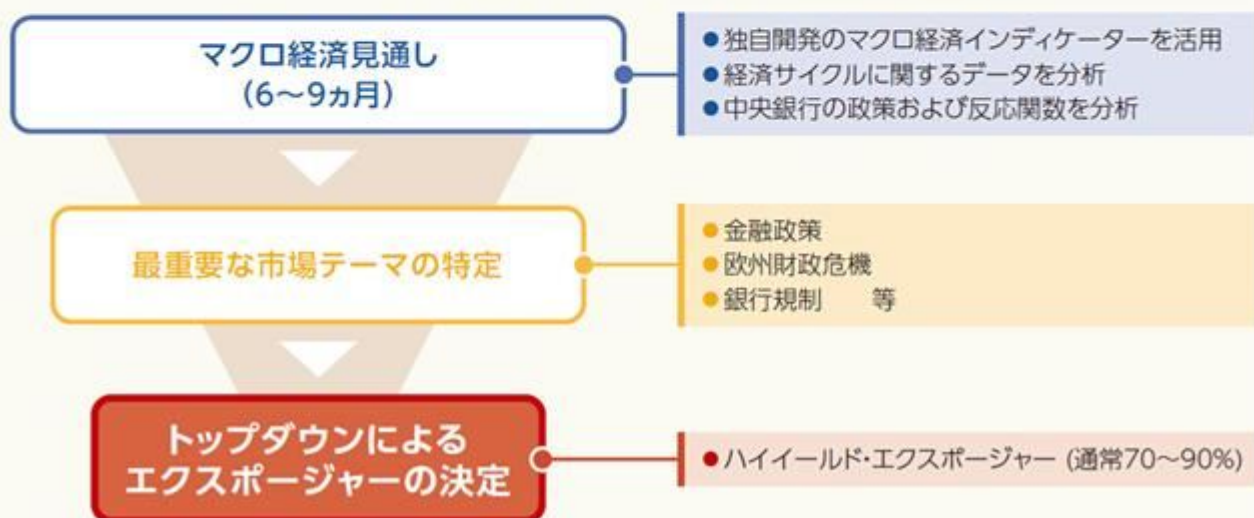 マクロ経済見通し
(6〜9ヵ月)
●独自開発のマクロ経済インディケーターを活用
●経済サイクルに関するデータを分析
●中央銀行の政策および反応関数を分析
最重要な市場テーマの特定
●金融政策
●欧州財政危機
●銀行規制　　等
トップダウンによる
エクスポージャーの決定
●ハイイールド・エクスポージャー (通常70〜90%)